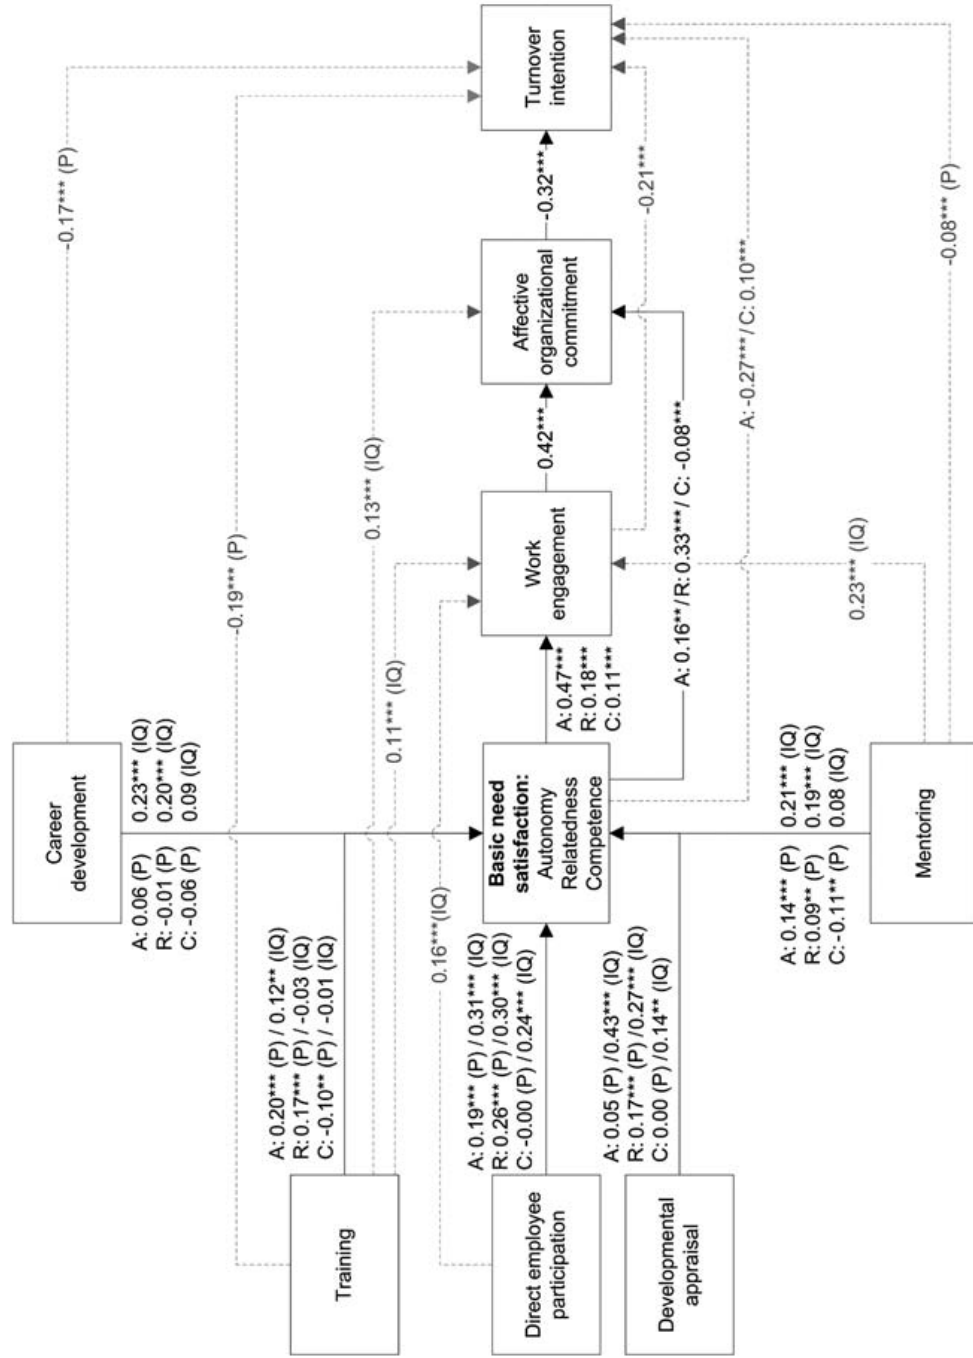 Career
development
A: 0.06 (P)
R: -0.01 (P)
C: -0.06 (P)
0.23*** (IQ)
0.20*** (IQ)
0.09 (IQ)
-0.17*** (P)
-0.19*** (P)
Training
A: 0.20*** (P) / 0.12** (IQ)
R: 0.17*** (P) / -0.03 (IQ)
C: -0.10** (P) / -0.01 (IQ)
0.13*** (IQ)
0.11*** (IQ)
0.16***(IQ)
Direct employee
participation
A: 0.19*** (P) / 0.31*** (IQ)
R: 0.26*** (P) / 0.30*** (IQ)
C: -0.00 (P) / 0.24*** (IQ)
Basic need
satisfaction:
Autonomy
Relatedness
Competence
A: 0.47***
R: 0.18***
C: 0.11***
Work
engagement
0.42***
Affective
organizational
commitment
-0.32***
Turnover
intention
-0.21***
A: 0.16** / R: 0.33*** / C: -0.08***
A: -0.27*** / C: 0.10***
Developmental
appraisal
A: 0.05 (P) / 0.43*** (IQ)
R: 0.17*** (P) / 0.27*** (IQ)
C: 0.00 (P) / 0.14** (IQ)
A: 0.14*** (P)
R: 0.09** (P)
C: -0.11** (P)
0.21*** (IQ)
0.19*** (IQ)
0.08 (IQ)
0.23*** (IQ)
-0.08*** (P)
Mentoring